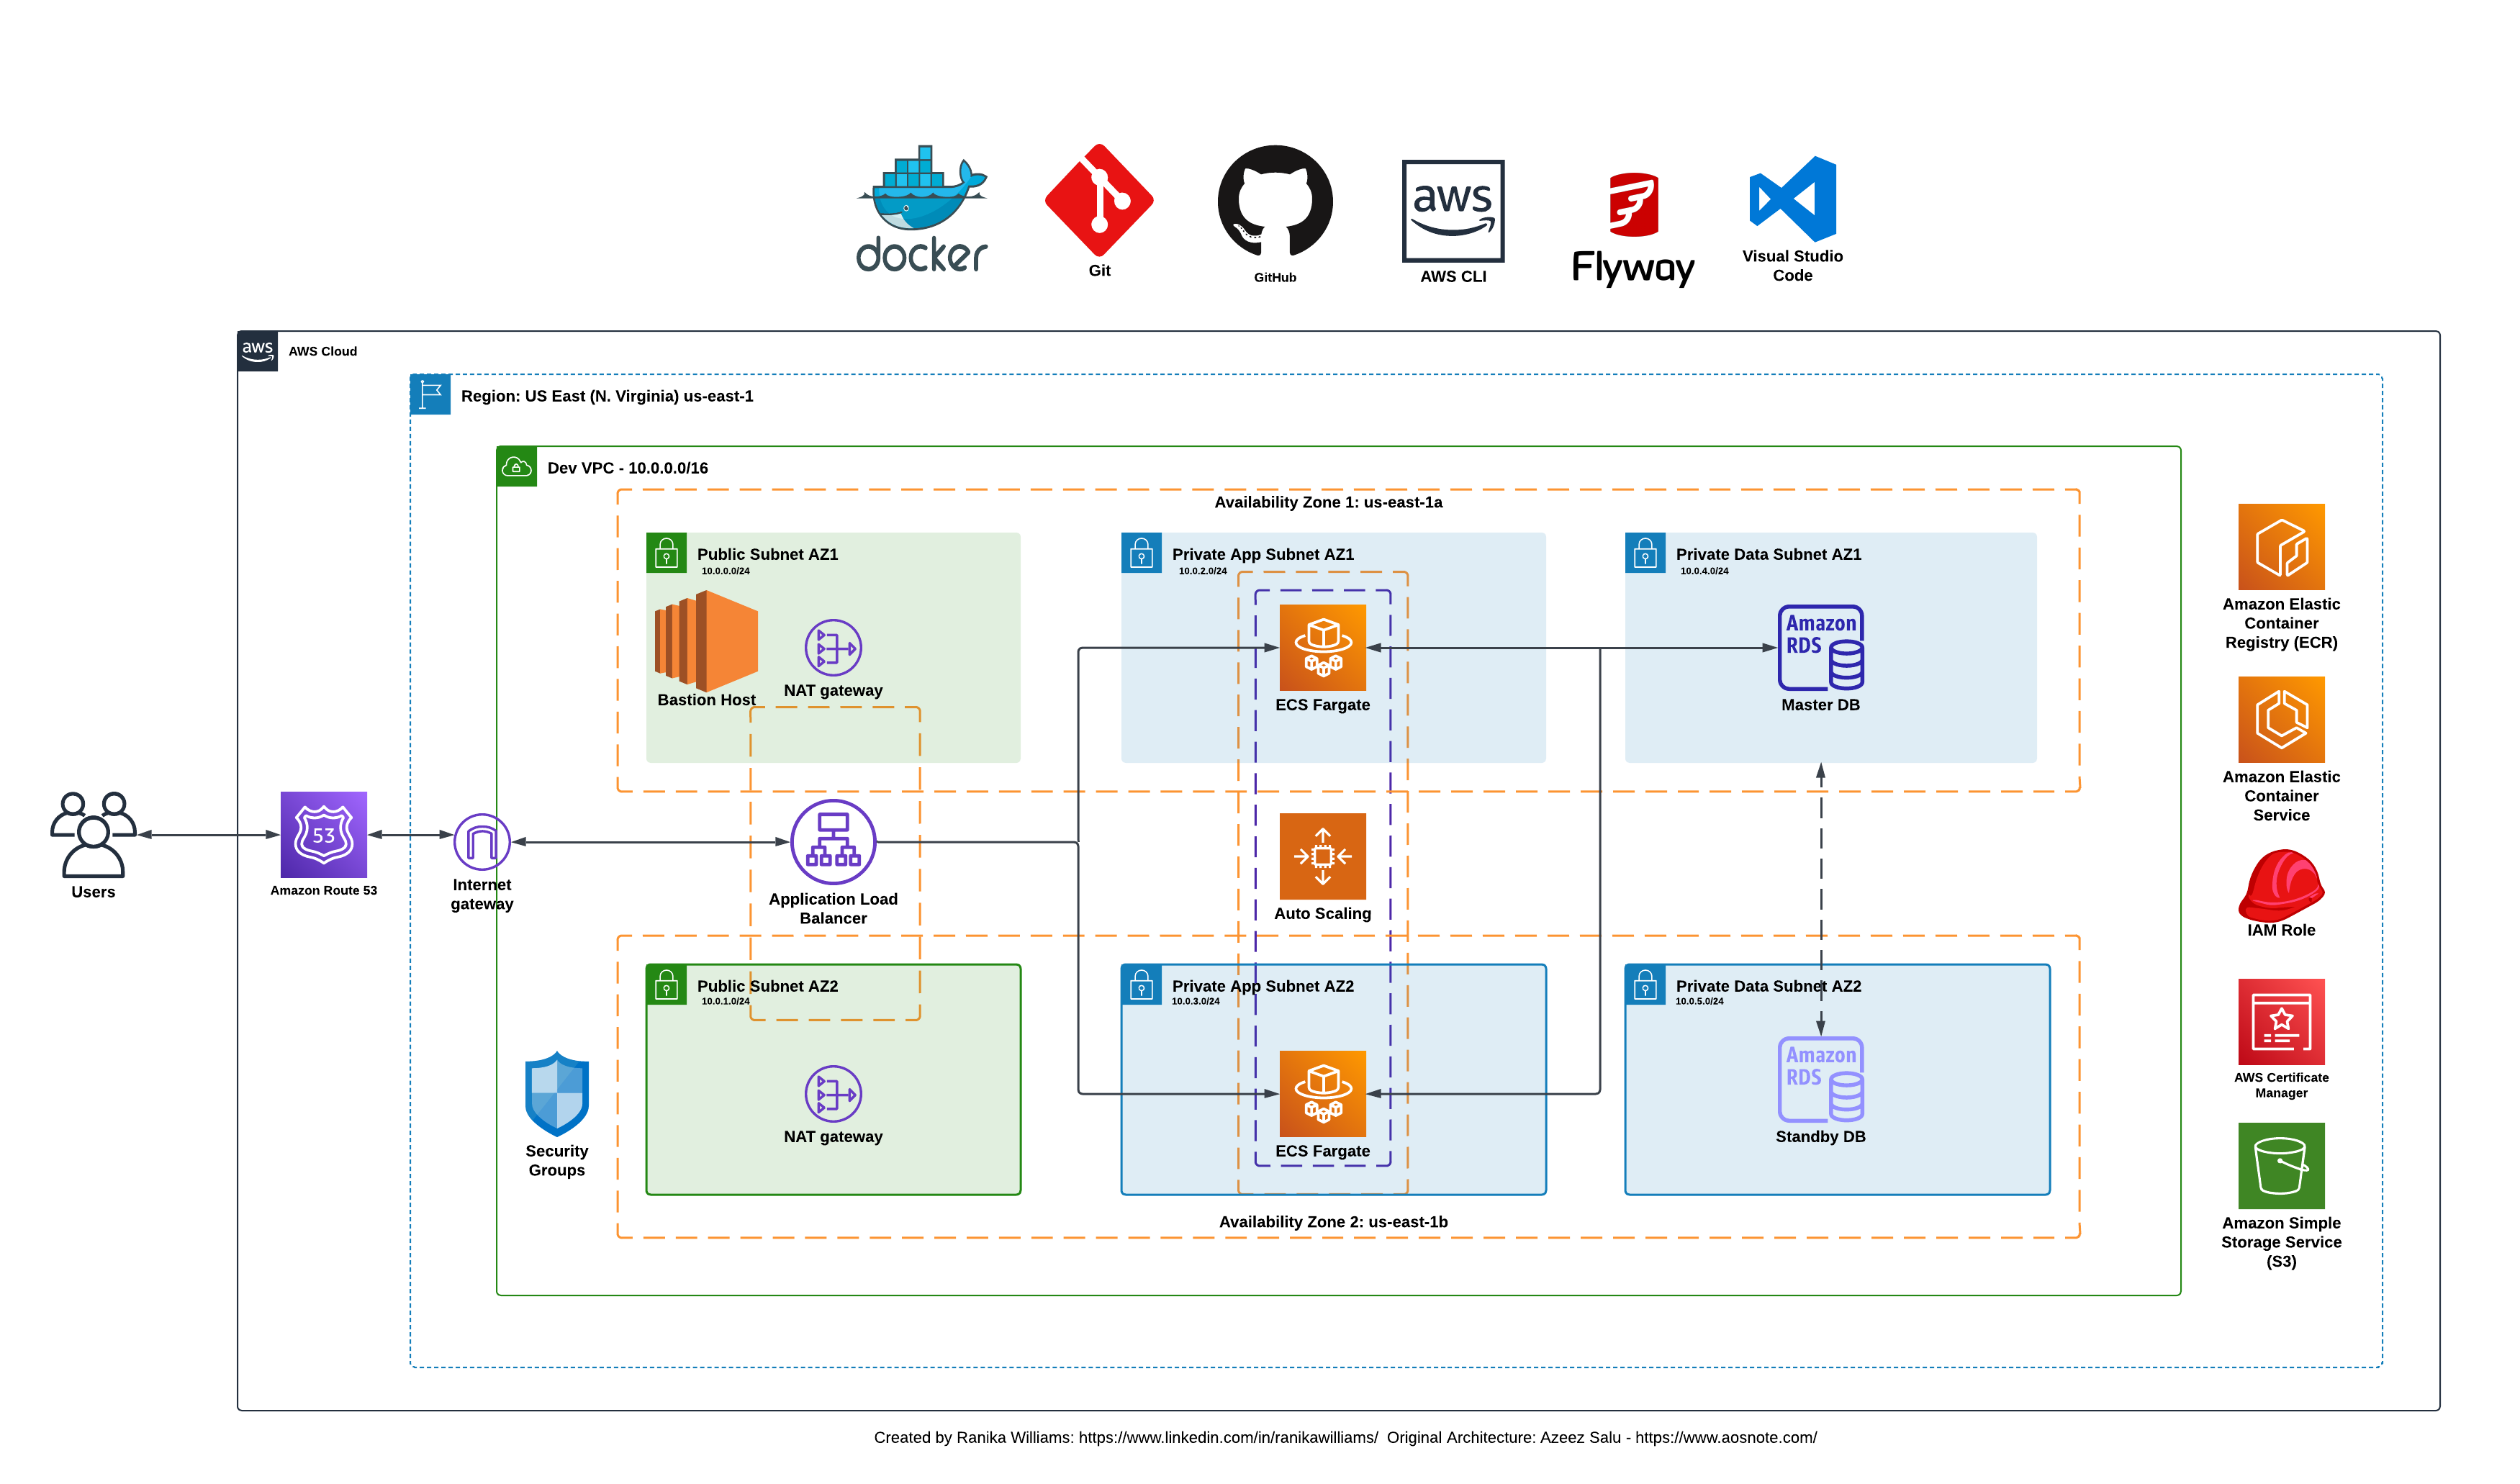 docker
Git
GitHub
aws
AWS CLI
Flyway
Visual Studio
Code
aws
AWS Cloud
Region: US East (N. Virginia) us-east-1
Dev VPC - 10.0.0.0/16
Availability Zone 1: us-east-1a
Public Subnet AZ1
10.0.0.0/24
Bastion Host
NAT gateway
Private App Subnet AZ1
10.0.2.0/24
ECS Fargate
Private Data Subnet AZ1
10.0.4.0/24
Amazon
RDS
Master DB
Amazon Elastic
Container
Registry (ECR)
Amazon Elastic
Container
Service
Users
53
Amazon Route 53
Internet
gateway
Application Load
Balancer
Auto Scaling
IAM Role
Public Subnet AZ2
10.0.1.0/24
NAT gateway
Private App Subnet AZ2
10.0.3.0/24
ECS Fargate
Private Data Subnet AZ2
10.0.5.0/24
Amazon
RDS
Standby DB
Security
Groups
Availability Zone 2: us-east-1b
AWS Certificate
Manager
Amazon Simple
Storage Service
(S3)
Created by Ranika Williams: https://www.linkedin.com/in/ranikawilliams/ Original Architecture: Azeez Salu - https://www.aosnote.com/